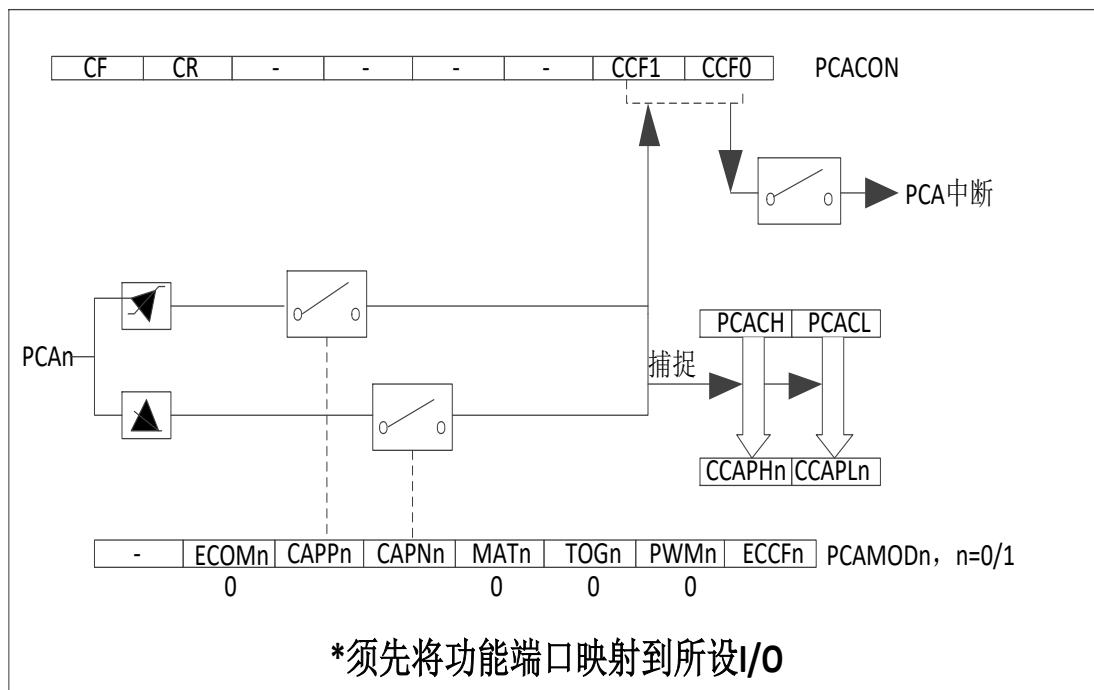 CF CR - - - - CCF1 CCF0 PCACON
PCA中断
PCACH PCACL
PCAn
捕捉
CCAPHn CCAPLn
- ECOMn CAPPn CAPNn MATn TOGn PWMn ECCFn PCAMODn，n=0/1
0 0 0 0
*须先将功能端口映射到所设I/O